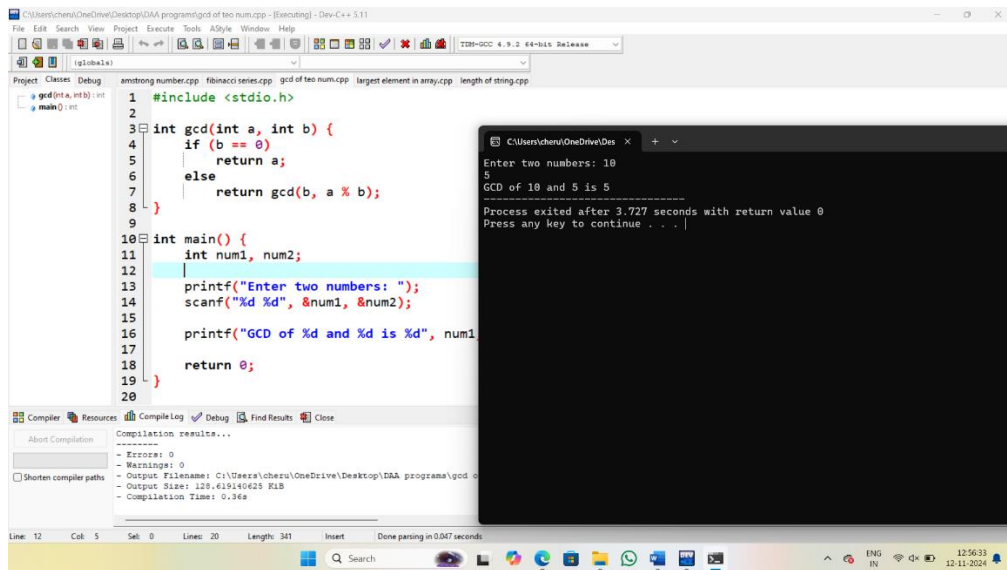 C:\Users\cheru\OneDrive\Desktop\DAA programs\gcd of teo num.cpp - [Executing] - Dev-C++ 5.11
File Edit Search View Project Execute Tools AStyle Window Help
TDM-GCC 4.9.2 64-bit Release
(globals)
Project Classes Debug
amstrong number.cpp fibinacci series.cpp gcd of teo num.cpp largest element in array.cpp length of string.cpp
gcd (int a, int b) : int
main () : int
1 #include <stdio.h>
2
3 int gcd(int a, int b) {
4 if (b == 0)
5 return a;
6 else
7 return gcd(b, a % b);
8 }
9
10 int main() {
11 int num1, num2;
12
13 printf("Enter two numbers: ");
14 scanf("%d %d", &num1, &num2);
15
16 printf("GCD of %d and %d is %d", num1
17
18 return 0;
19 }
20
C:\Users\cheru\OneDrive\Des
Enter two numbers: 10
5
GCD of 10 and 5 is 5
--------------------------------
Process exited after 3.727 seconds with return value 0
Press any key to continue . . .
Compiler Resources Compile Log Debug Find Results Close
Abort Compilation
Shorten compiler paths
Compilation results...
--------
- Errors: 0
- Warnings: 0
- Output Filename: C:\Users\cheru\OneDrive\Desktop\DAA programs\gcd o
- Output Size: 128.619140625 KiB
- Compilation Time: 0.36s
Line: 12 Col: 5 Sel: 0 Lines: 20 Length: 341 Insert Done parsing in 0.047 seconds
Search
ENG
IN
12:56:33
12-11-2024